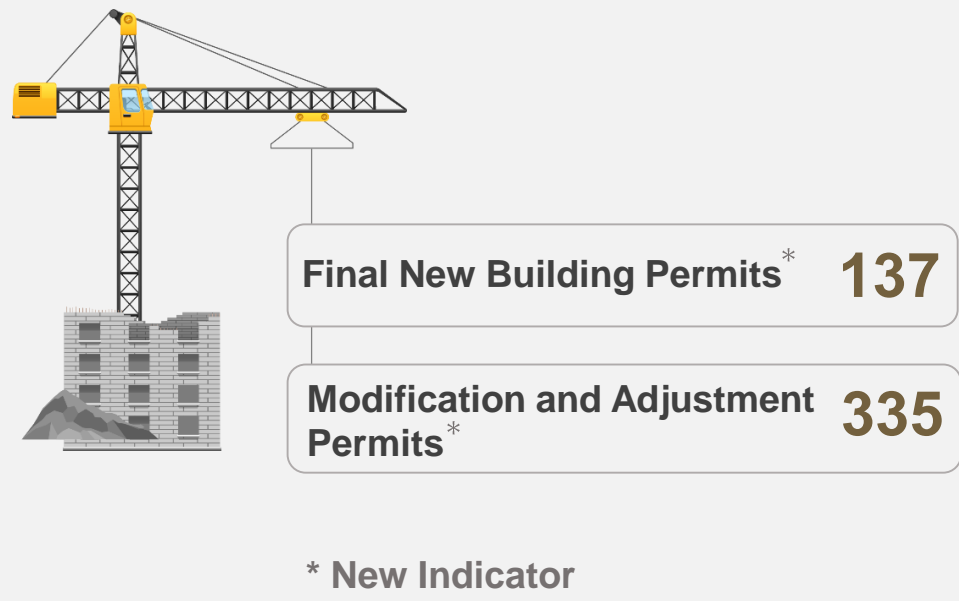 Final New Building Permits* 137
Modification and Adjustment
Permits* 335
* New Indicator